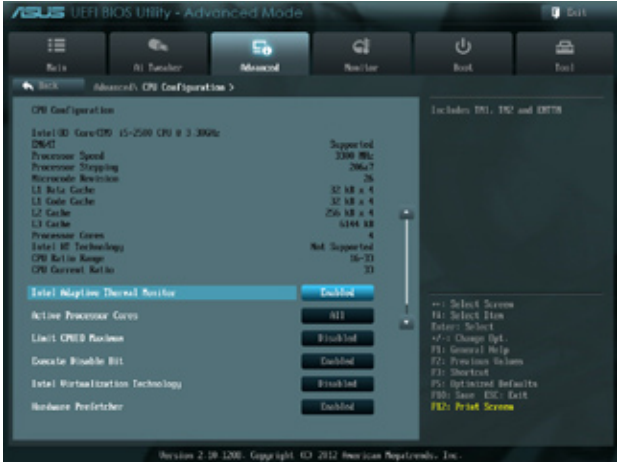 ASUS UEFI BIOS Utility - Advanced Mode
Exit
Main
Ai Tweaker
Advanced
Monitor
Boot
Tool
Back
Advanced\ CPU Configuration >
CPU Configuration
Intel(R) Core(TM) i5-2500 CPU @ 3.30GHz
EM64T Supported
Processor Speed 3300 MHz
Processor Stepping 206a7
Microcode Revision 26
L1 Data Cache 32 kB x 4
L1 Code Cache 32 kB x 4
L2 Cache 256 kB x 4
L3 Cache 6144 kB
Processor Cores 4
Intel HT Technology Not Supported
CPU Ratio Range 16-33
CPU Current Ratio 33
Intel Adaptive Thermal Monitor Enabled
Active Processor Cores All
Limit CPUID Maximum Disabled
Execute Disable Bit Enabled
Intel Virtualization Technology Disabled
Hardware Prefetcher Enabled
Includes TM1, TM2 and EMTTM
→←: Select Screen
↑↓: Select Item
Enter: Select
+/-: Change Opt.
F1: General Help
F2: Previous Values
F3: Shortcut
F5: Optimized Defaults
F10: Save ESC: Exit
F12: Print Screen
Version 2.10.1208. Copyright (C) 2012 American Megatrends, Inc.